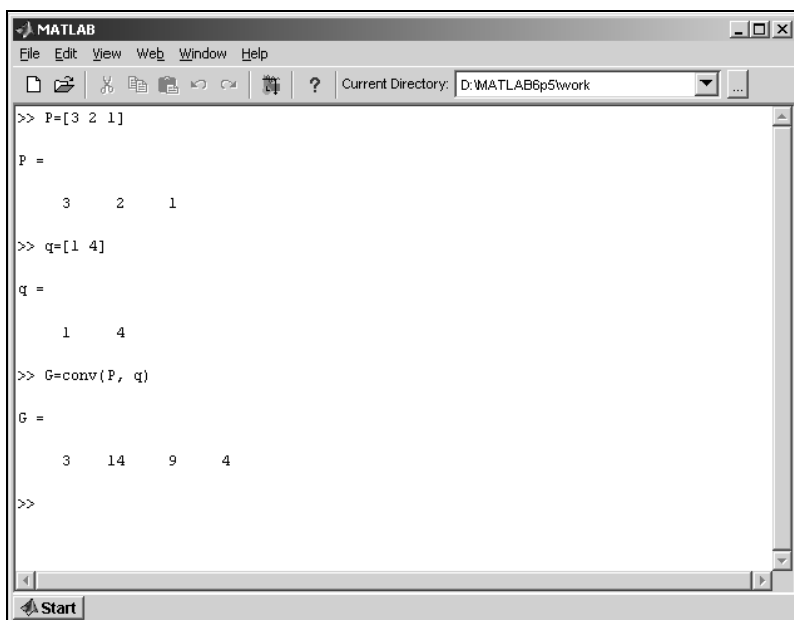 MATLAB
File Edit View Web Window Help
? Current Directory: D:\MATLAB6p5\work ...
>> P=[3 2 1]
P =
3 2 1
>> q=[1 4]
q =
1 4
>> G=conv(P, q)
G =
3 14 9 4
>>
Start